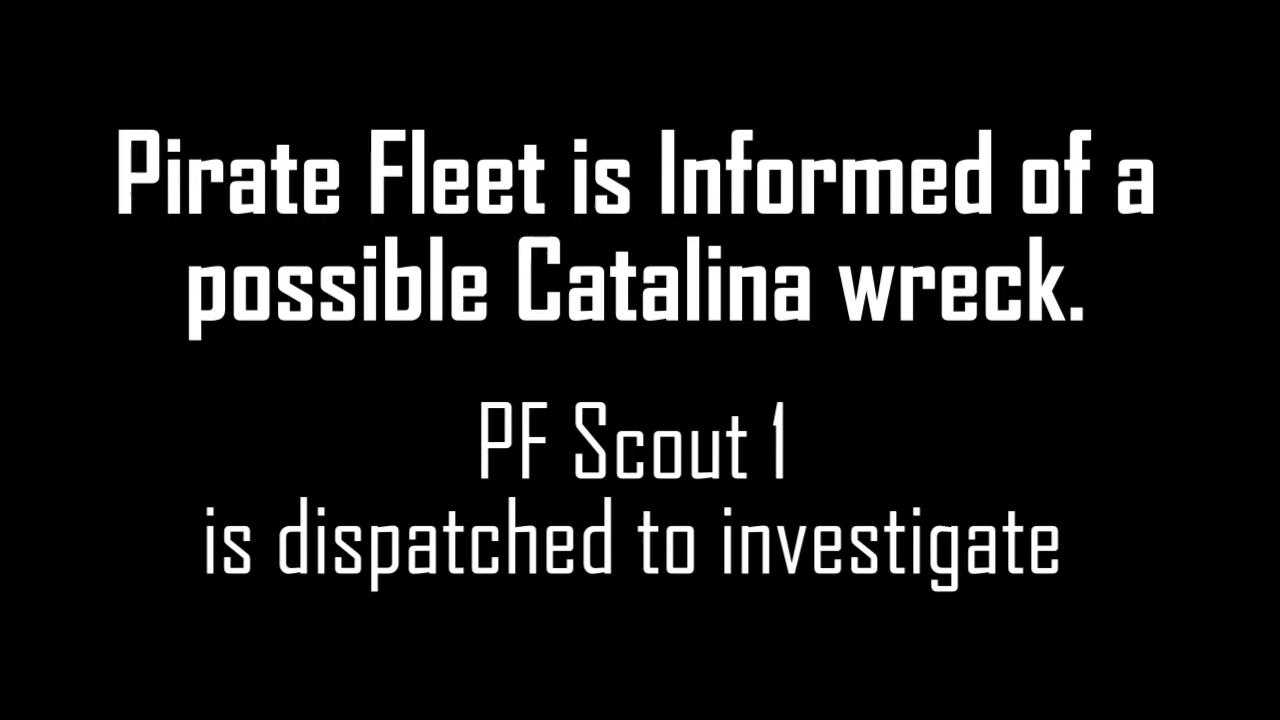 Pirate Fleet is Informed of a
possible Catalina wreck.
PF Scout 1
is dispatched to investigate